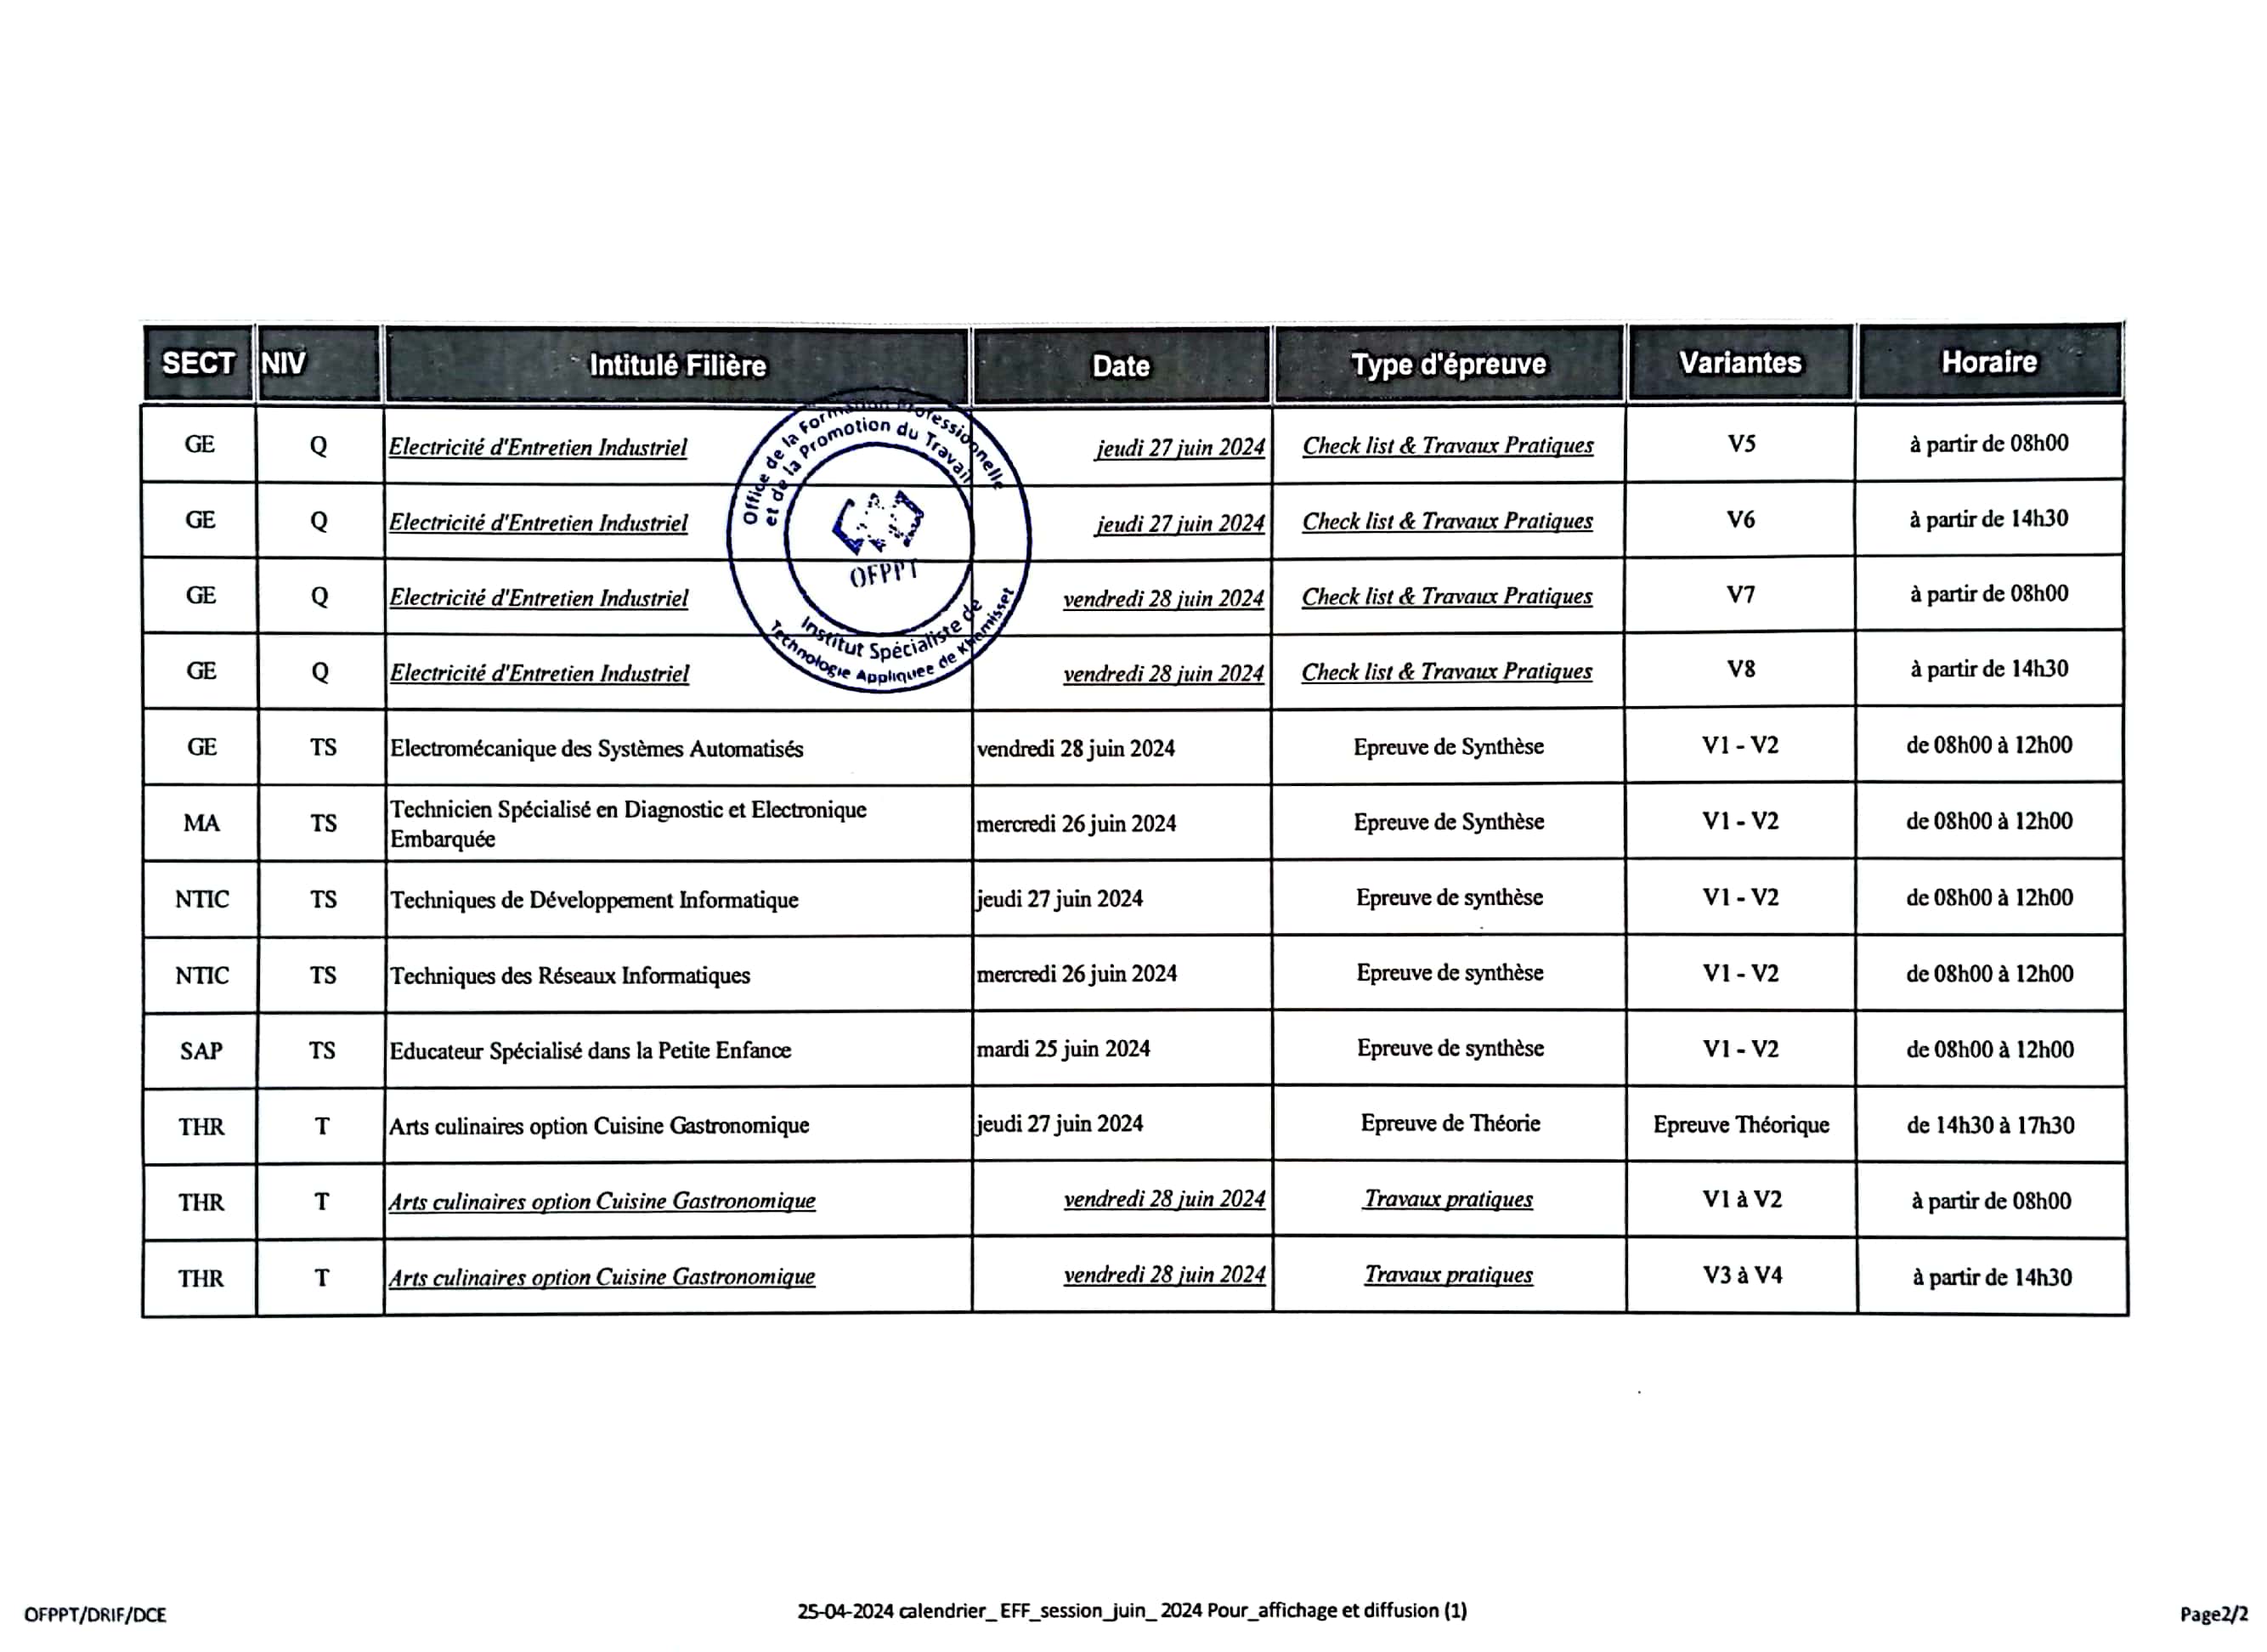 SECT NIV Intitulé Filière Date Type d'épreuve Variantes Horaire
GE Q Electricité d'Entretien Industriel jeudi 27 juin 2024 Check list & Travaux Pratiques V5 à partir de 08h00
GE Q Electricité d'Entretien Industriel jeudi 27 juin 2024 Check list & Travaux Pratiques V6 à partir de 14h30
GE Q Electricité d'Entretien Industriel vendredi 28 juin 2024 Check list & Travaux Pratiques V7 à partir de 08h00
GE Q Electricité d'Entretien Industriel vendredi 28 juin 2024 Check list & Travaux Pratiques V8 à partir de 14h30
Office de la Formation Professionnelle
et de la Promotion du Travail
OFPPT
Institut Spécialiste de
Technologie Appliquee de Khemisset
GE TS Electromécanique des Systèmes Automatisés vendredi 28 juin 2024 Epreuve de Synthèse V1 - V2 de 08h00 à 12h00
MA TS Technicien Spécialisé en Diagnostic et Electronique
Embarquée mercredi 26 juin 2024 Epreuve de Synthèse V1 - V2 de 08h00 à 12h00
NTIC TS Techniques de Développement Informatique jeudi 27 juin 2024 Epreuve de synthèse V1 - V2 de 08h00 à 12h00
NTIC TS Techniques des Réseaux Informatiques mercredi 26 juin 2024 Epreuve de synthèse V1 - V2 de 08h00 à 12h00
SAP TS Educateur Spécialisé dans la Petite Enfance mardi 25 juin 2024 Epreuve de synthèse V1 - V2 de 08h00 à 12h00
THR T Arts culinaires option Cuisine Gastronomique jeudi 27 juin 2024 Epreuve de Théorie Epreuve Théorique de 14h30 à 17h30
THR T Arts culinaires option Cuisine Gastronomique vendredi 28 juin 2024 Travaux pratiques V1 à V2 à partir de 08h00
THR T Arts culinaires option Cuisine Gastronomique vendredi 28 juin 2024 Travaux pratiques V3 à V4 à partir de 14h30
OFPPT/DRIF/DCE 25-04-2024 calendrier_ EFF_session_juin_ 2024 Pour_affichage et diffusion (1) Page2/2